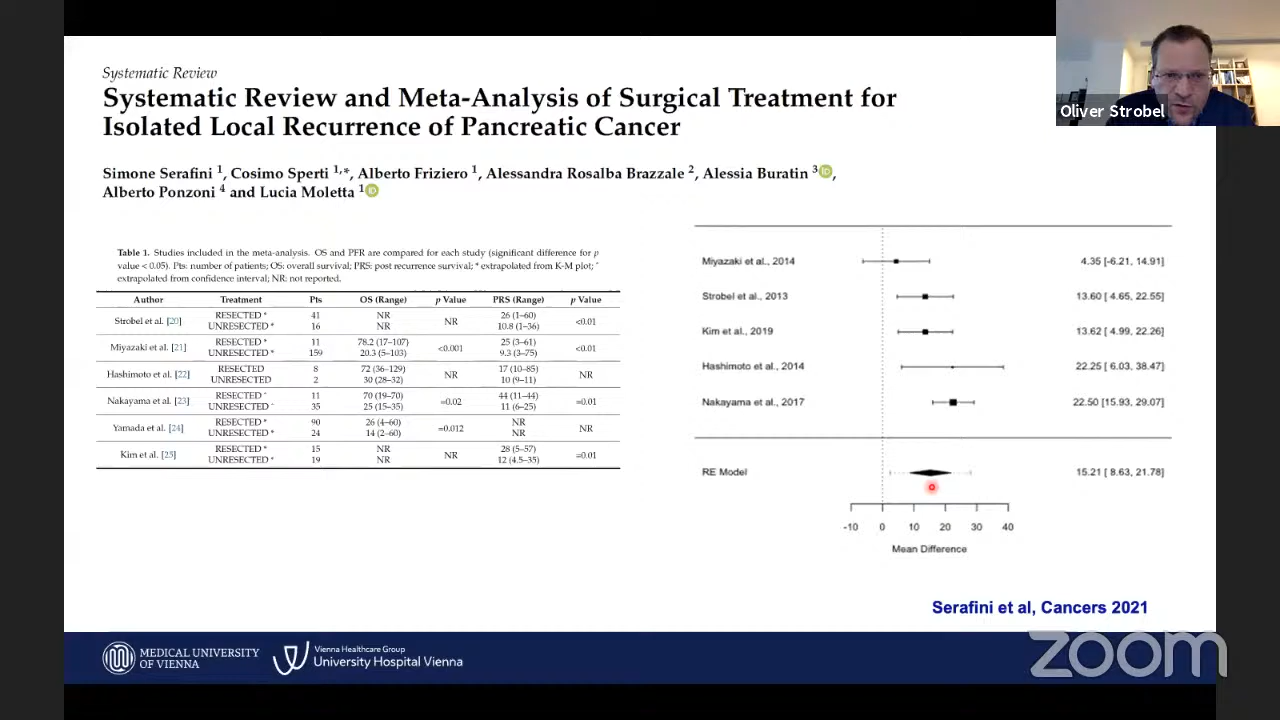 Oliver Strobel
Systematic Review
Systematic Review and Meta-Analysis of Surgical Treatment for
Isolated Local Recurrence of Pancreatic Cancer
Simone Serafini 1, Cosimo Sperti 1,*, Alberto Friziero 1, Alessandra Rosalba Brazzale 2, Alessia Buratin 3 iD,
Alberto Ponzoni 4 and Lucia Moletta 1 iD
Table 1. Studies included in the meta-analysis. OS and PFR are compared for each study (significant difference for p
value < 0.05). Pts: number of patients; OS: overall survival; PRS: post recurrence survival; * extrapolated from K-M plot; ^
extrapolated from confidence interval; NR: not reported.
Author Treatment Pts OS (Range) p Value PRS (Range) p Value
Strobel et al. [20] RESECTED * 41 NR NR 26 (1–60) <0.01
UNRESECTED * 16 NR 10.8 (1–36)
Miyazaki et al. [21] RESECTED * 11 78.2 (17–107) <0.001 25 (3–61) <0.01
UNRESECTED * 159 20.3 (5–103) 9.3 (3–75)
Hashimoto et al. [22] RESECTED 8 72 (36–129) NR 17 (10–85) NR
UNRESECTED 2 30 (28–32) 10 (9–11)
Nakayama et al. [23] RESECTED ^ 11 70 (19–70) =0.02 44 (11–44) =0.01
UNRESECTED ^ 35 25 (15–35) 11 (6–25)
Yamada et al. [24] RESECTED * 90 26 (4–60) =0.012 NR NR
UNRESECTED * 24 14 (2–60) NR
Kim et al. [25] RESECTED * 15 NR NR 28 (5–57) =0.01
UNRESECTED * 19 NR 12 (4.5–35)
Miyazaki et al., 2014 4.35 [-6.21, 14.91]
Strobel et al., 2013 13.60 [ 4.65, 22.55]
Kim et al., 2019 13.62 [ 4.99, 22.26]
Hashimoto et al., 2014 22.25 [ 6.03, 38.47]
Nakayama et al., 2017 22.50 [15.93, 29.07]
RE Model 15.21 [ 8.63, 21.78]
-10 0 10 20 30 40
Mean Difference
Serafini et al, Cancers 2021
MEDICAL UNIVERSITY
OF VIENNA
Vienna Healthcare Group
University Hospital Vienna
zoom